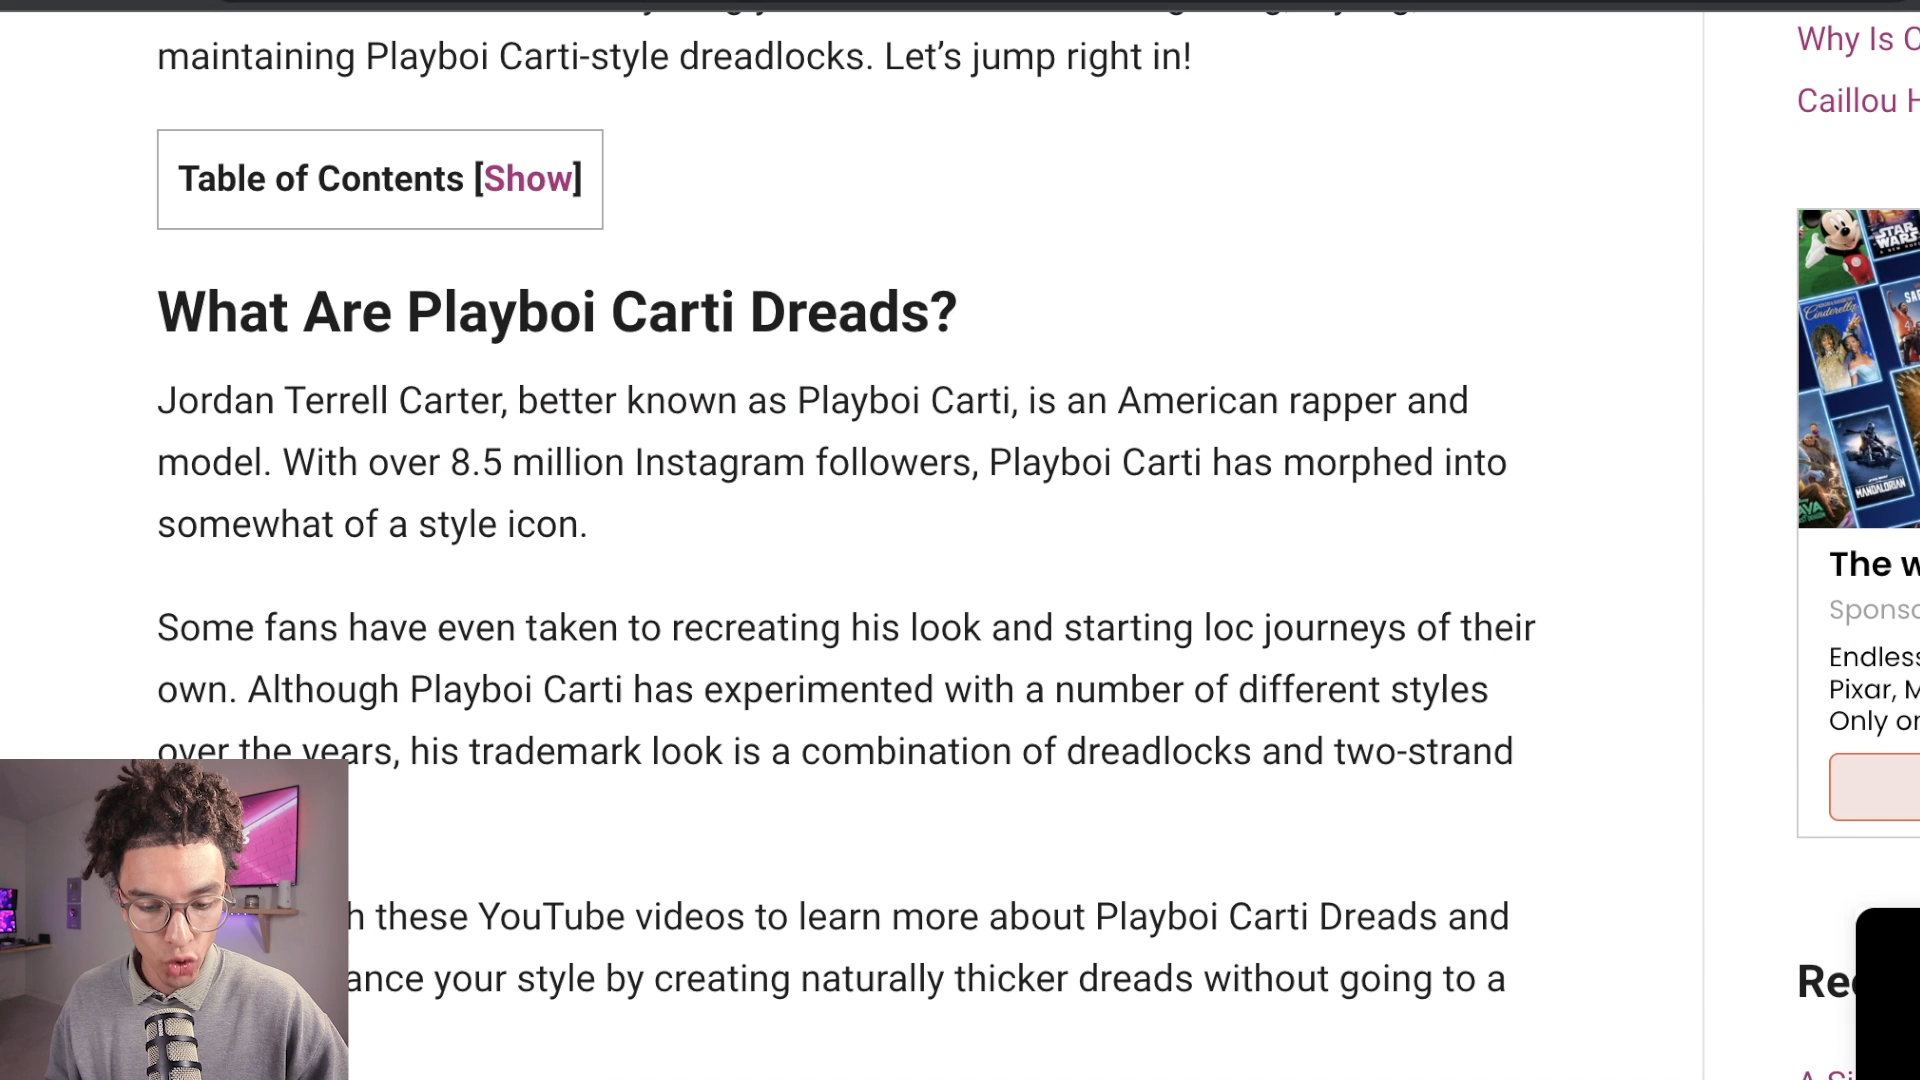 maintaining Playboi Carti-style dreadlocks. Let’s jump right in!
Table of Contents [Show]
What Are Playboi Carti Dreads?
Jordan Terrell Carter, better known as Playboi Carti, is an American rapper and
model. With over 8.5 million Instagram followers, Playboi Carti has morphed into
somewhat of a style icon.
Some fans have even taken to recreating his look and starting loc journeys of their
own. Although Playboi Carti has experimented with a number of different styles
over the years, his trademark look is a combination of dreadlocks and two-strand
these YouTube videos to learn more about Playboi Carti Dreads and
your style by creating naturally thicker dreads without going to a
Why Is
Caillou
STAR WARS
Cinderella
MANDALORIAN
The
Pixar,
Only